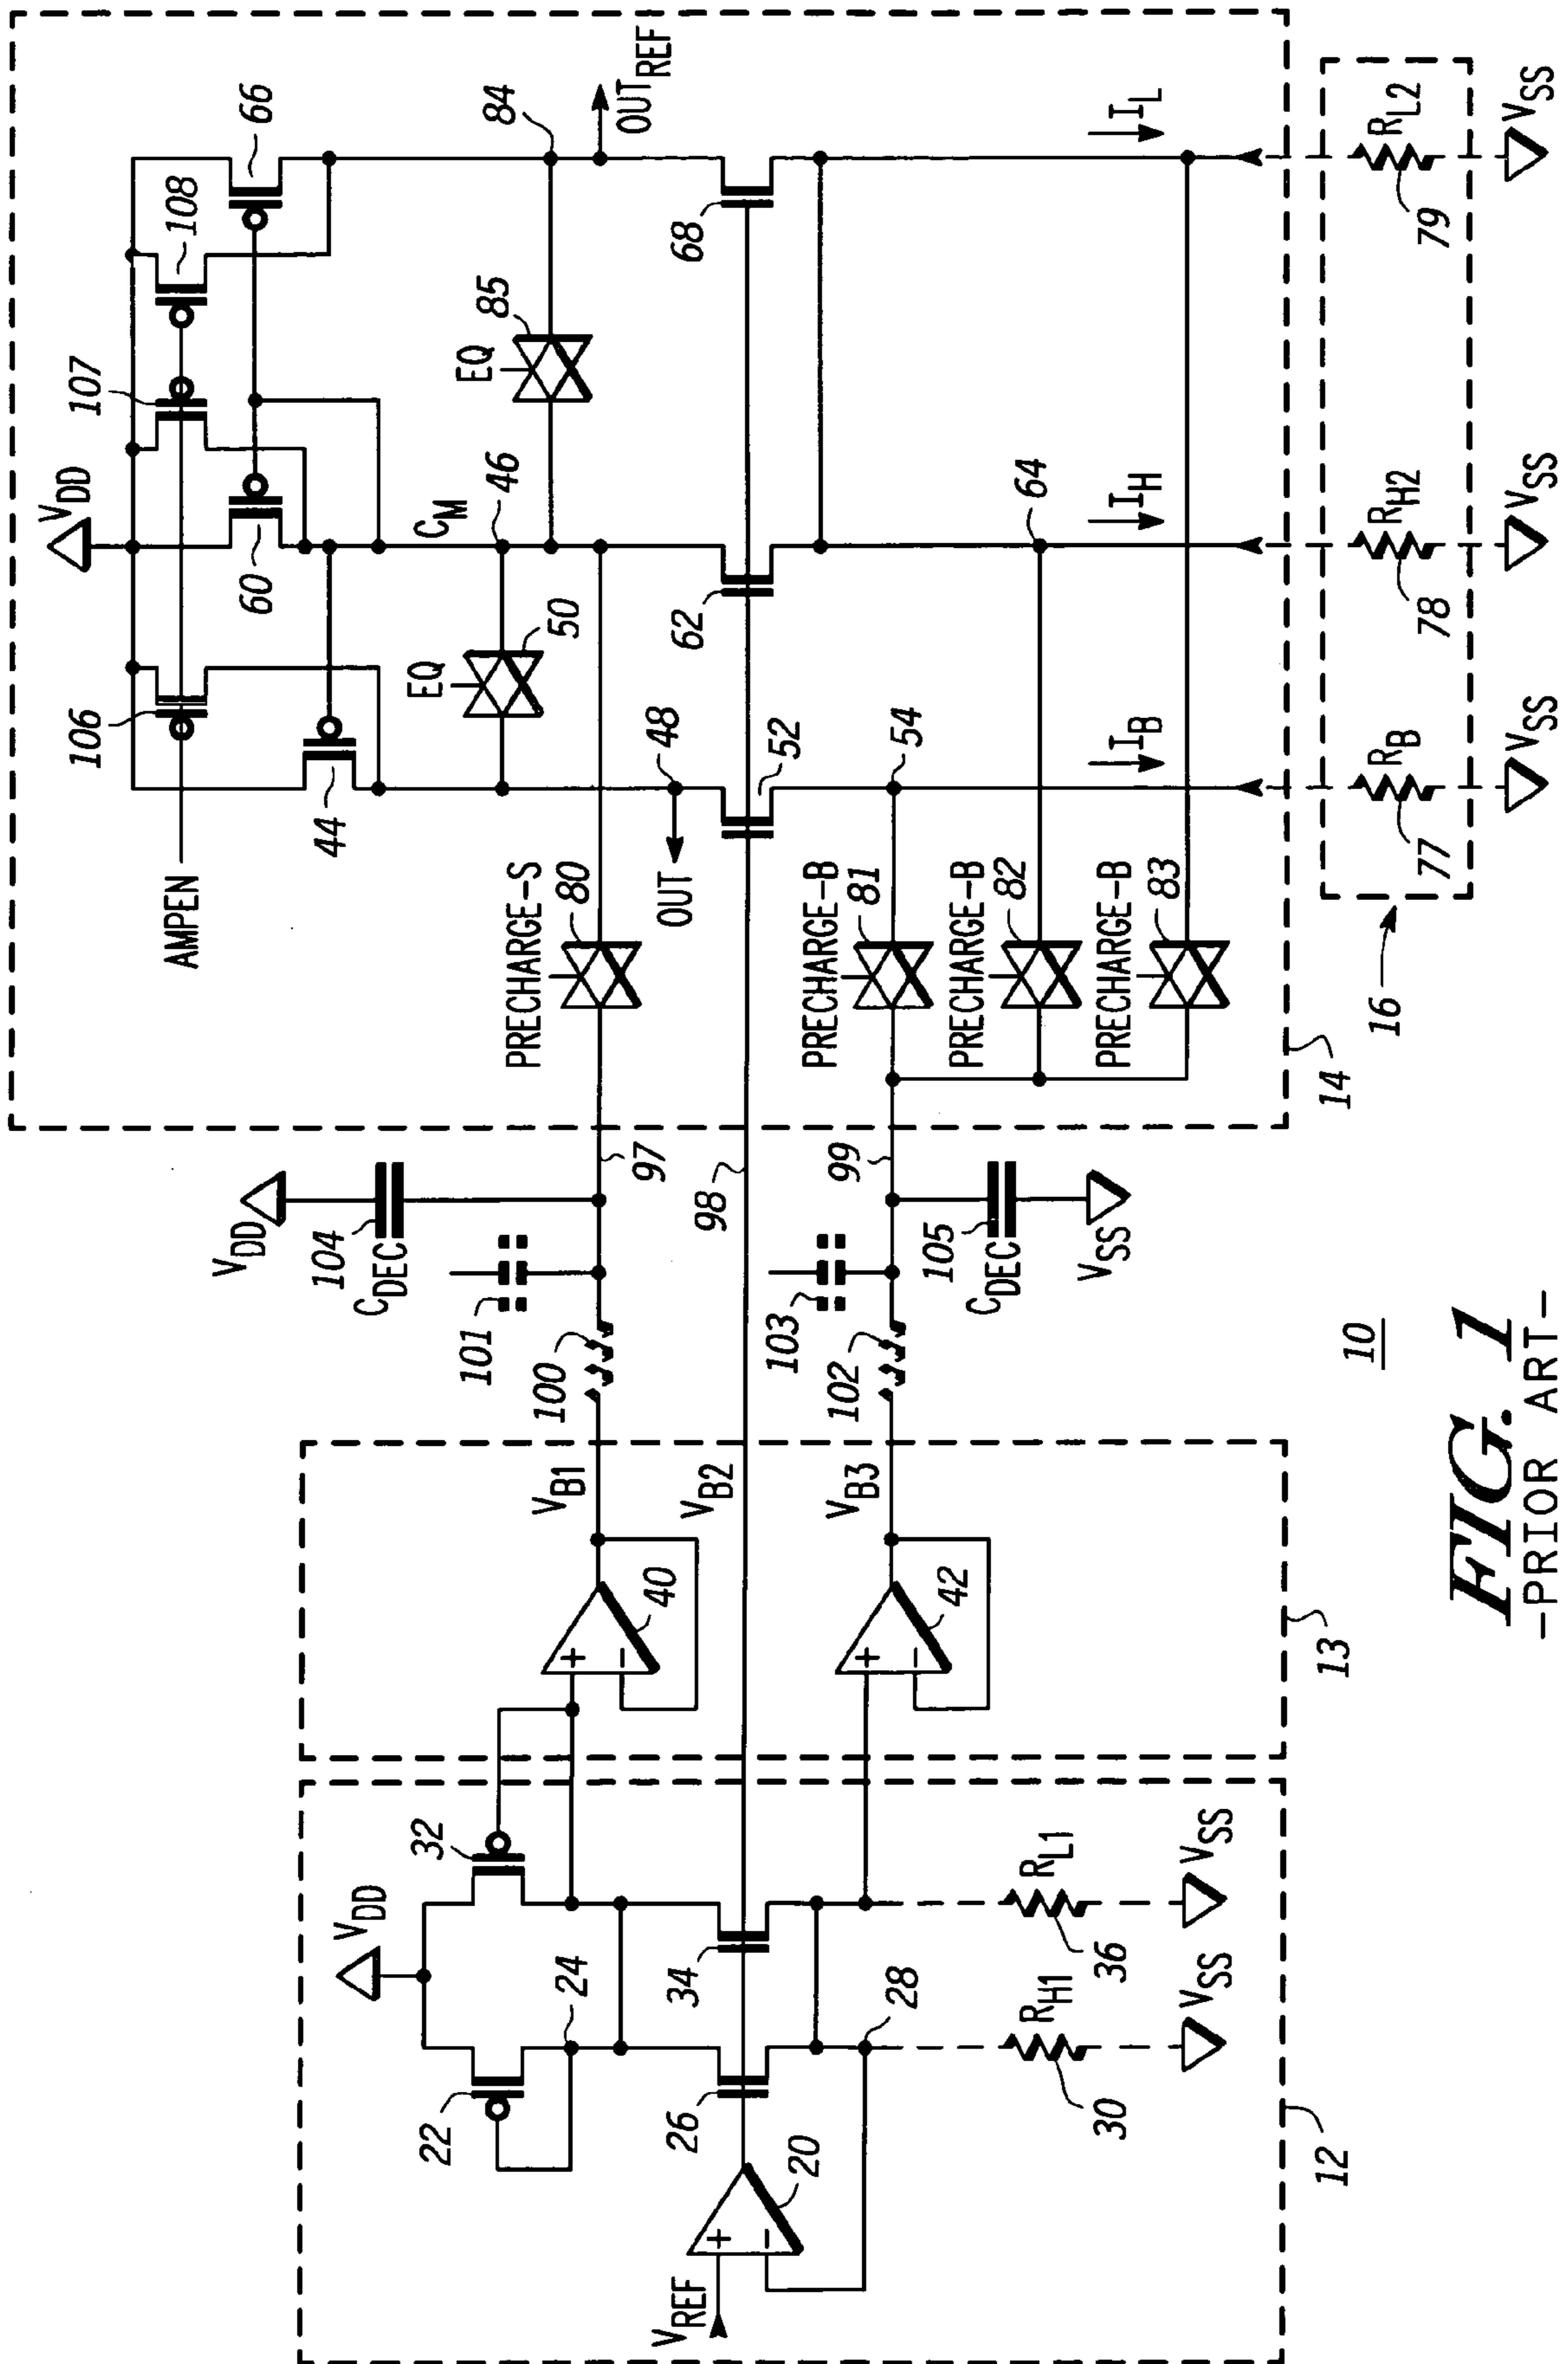 V_DD
AMPEN
106
107
108
44
60
66
EQ
50
C_M
46
EQ
85
84
OUT_REF
PRECHARGE-S
80
48
OUT
52
62
68
PRECHARGE-B
81
54
PRECHARGE-B
82
64
PRECHARGE-B
83
I_B
I_H
I_L
14
16
77
R_B
V_SS
78
R_H2
V_SS
79
R_L2
V_SS
V_DD
104
C_DEC
101
100
97
98
99
103
102
105
C_DEC
V_SS
V_B1
40
V_B2
V_B3
42
+
−
+
−
13
V_DD
22
24
32
26
34
28
20
+
−
V_REF
30
R_H1
V_SS
36
R_L1
V_SS
12
10
FIG. 1
-PRIOR ART-